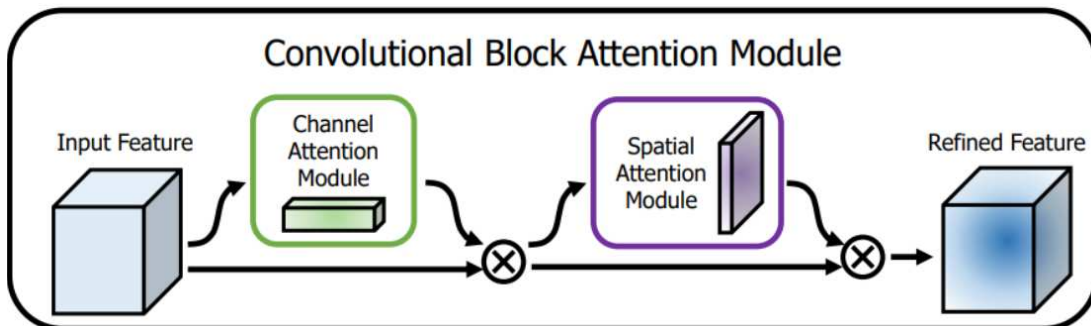 Convolutional Block Attention Module
Input Feature
Channel
Attention
Module
Spatial
Attention
Module
Refined Feature